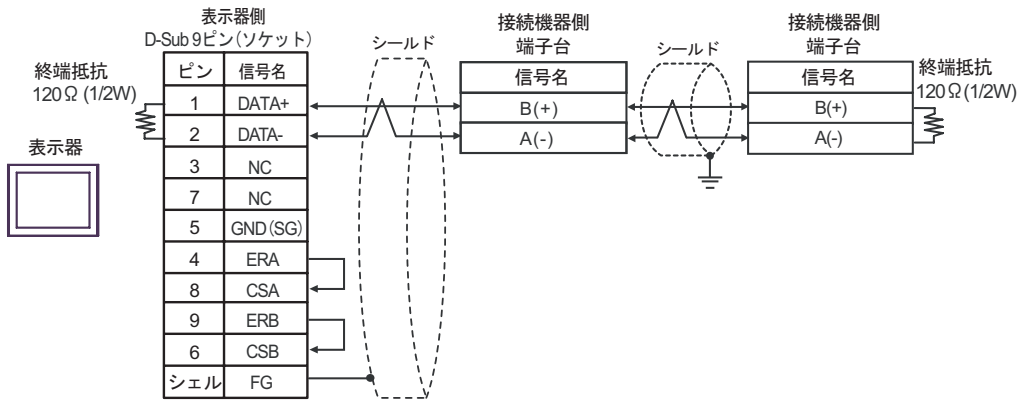 表示器側
D-Sub 9ピン(ソケット)
終端抵抗
120Ω(1/2W)
表示器
ピン 信号名
1 DATA+
2 DATA-
3 NC
7 NC
5 GND(SG)
4 ERA
8 CSA
9 ERB
6 CSB
シェル FG
シールド
接続機器側
端子台
信号名
B(+)
A(-)
シールド
接続機器側
端子台
信号名
B(+)
A(-)
終端抵抗
120Ω(1/2W)